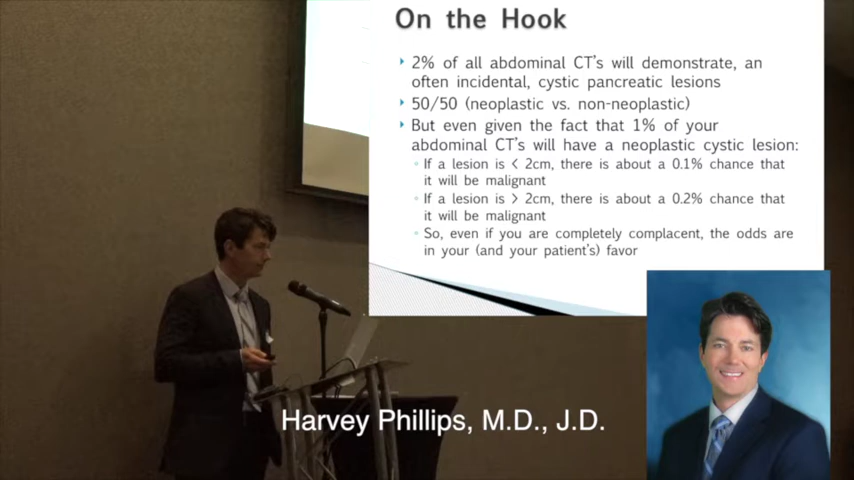 On the Hook
2% of all abdominal CT's will demonstrate, an
often incidental, cystic pancreatic lesions
50/50 (neoplastic vs. non-neoplastic)
But even given the fact that 1% of your
abdominal CT's will have a neoplastic cystic lesion:
If a lesion is < 2cm, there is about a 0.1% chance that
it will be malignant
If a lesion is > 2cm, there is about a 0.2% chance that
it will be malignant
So, even if you are completely complacent, the odds are
in your (and your patient's) favor
Harvey Phillips, M.D., J.D.